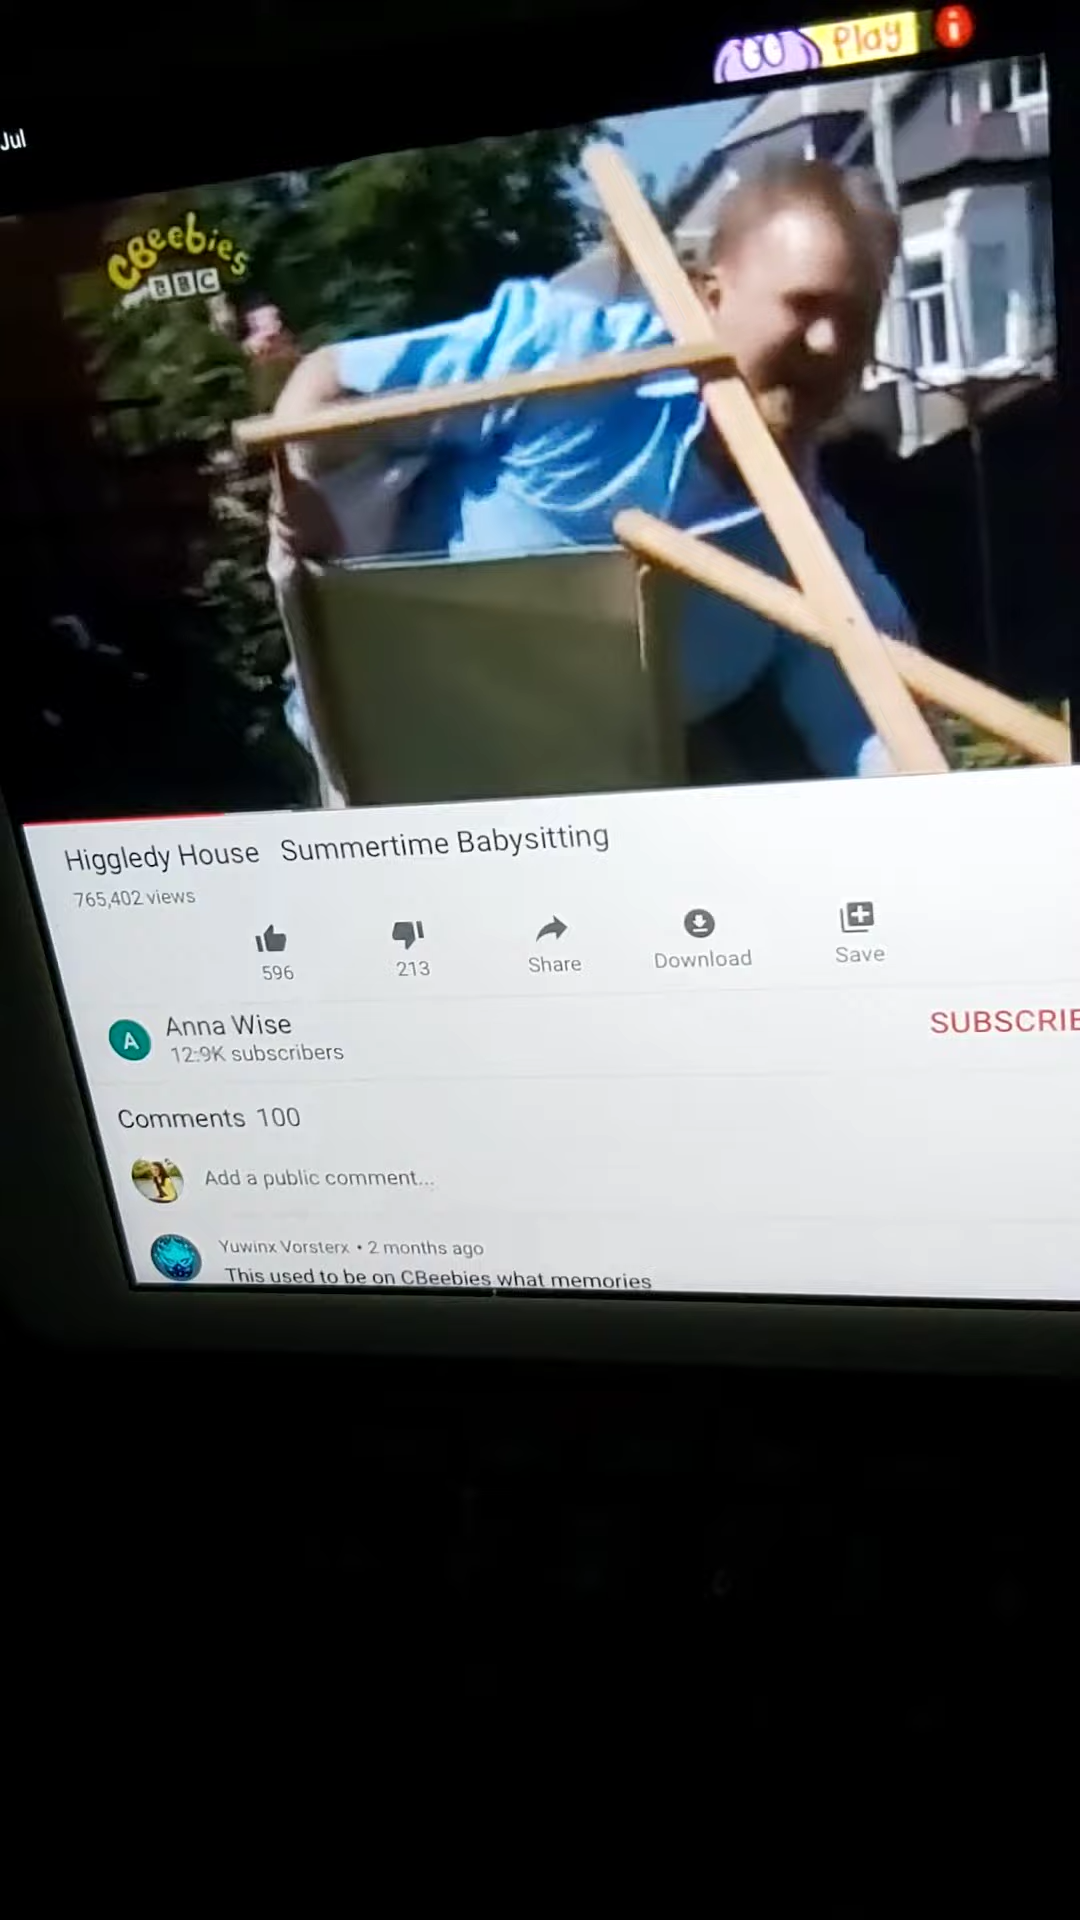 Play i
Jul
CBeebies
BBC
Higgledy House Summertime Babysitting
765,402 views
596
213
Share
Download
Save
A
Anna Wise
12.9K subscribers
SUBSCRIBE
Comments 100
Add a public comment...
Yuwinx Vorsterx • 2 months ago
This used to be on CBeebies what memories